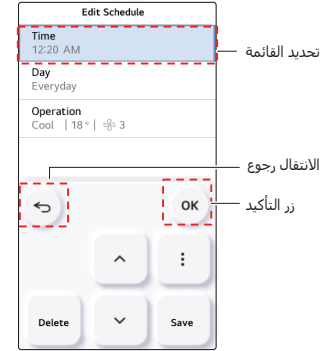 Edit Schedule
Time
12:20 AM
تحديد القائمة
Day
Everyday
Operation
Cool | 18° | 3
الانتقال رجوع
OK
زر التأكيد
Delete
Save